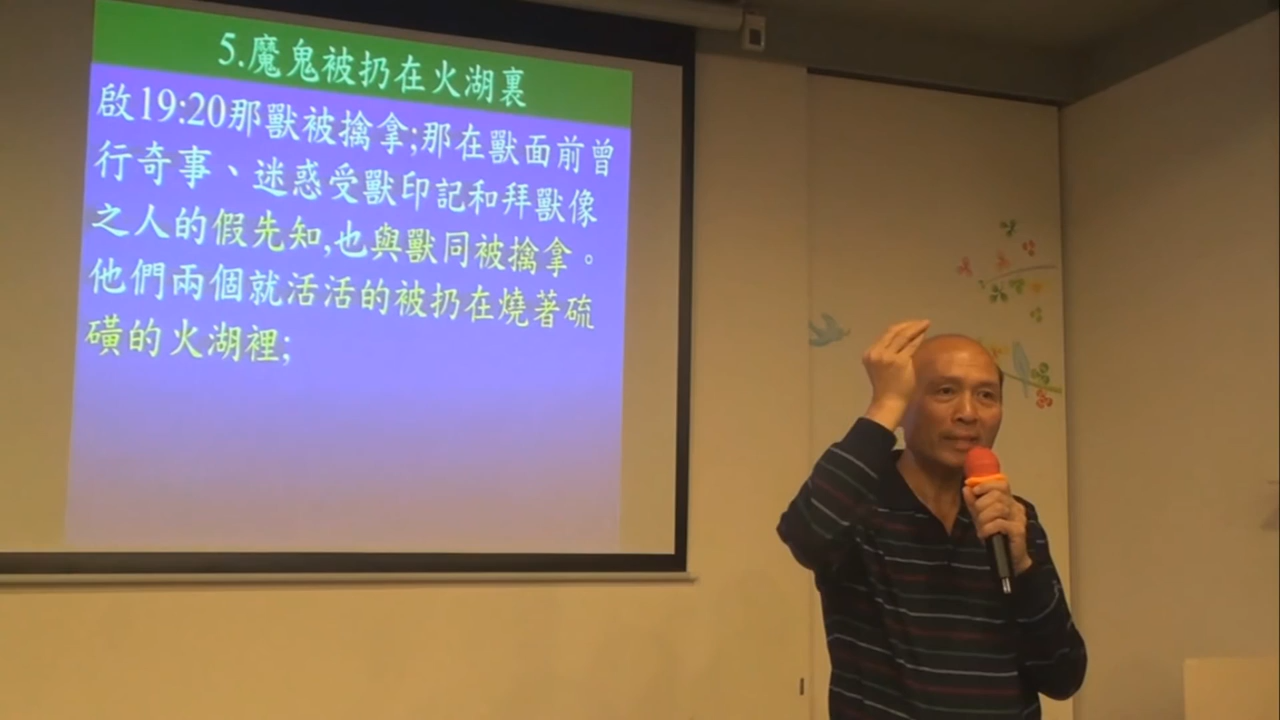 5.魔鬼被扔在火湖裏
啟19:20那獸被擒拿;那在獸面前曾
行奇事、迷惑受獸印記和拜獸像
之人的假先知,也與獸同被擒拿。
他們兩個就活活的被扔在燒著硫
磺的火湖裡;